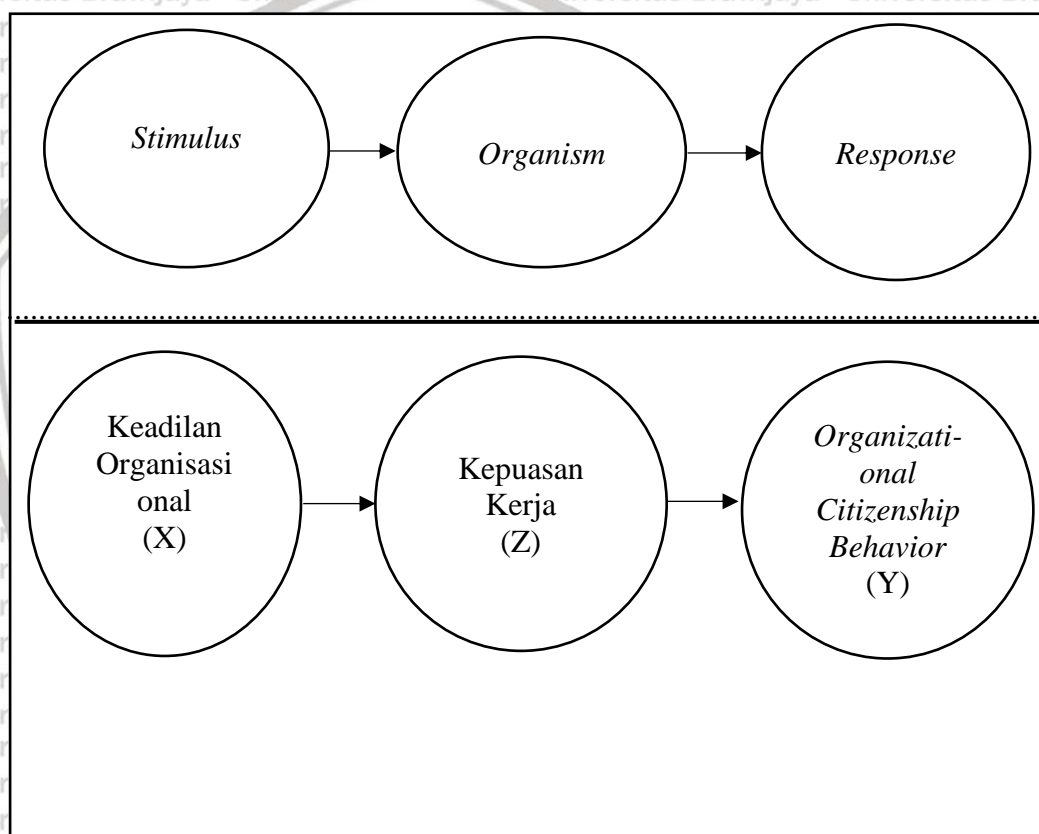 Stimulus
Organism
Response
Keadilan
Organisasi
onal
(X)
Kepuasan
Kerja
(Z)
Organizati-
onal
Citizenship
Behavior
(Y)